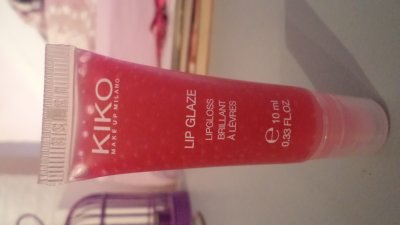 KIKO
MAKE UP MILANO
LIP GLAZE
LIPGLOSS
BRILLANT
À LÈVRES
℮ 10 ml
0.33 FL.OZ